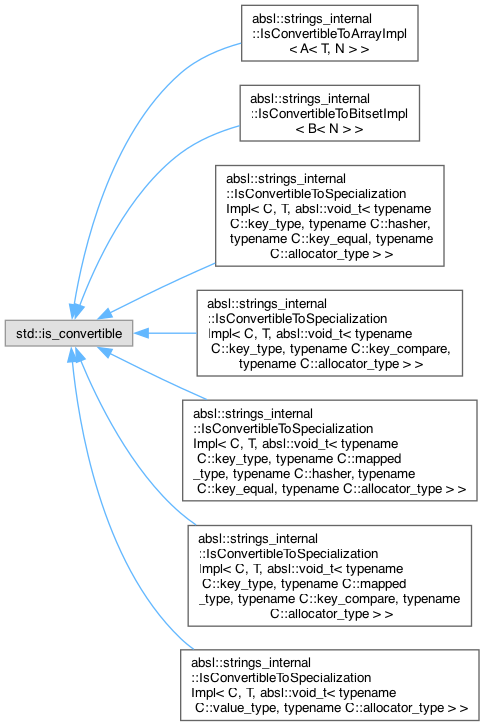 absl::strings_internal
::IsConvertibleToArrayImpl
< A< T, N > >
absl::strings_internal
::IsConvertibleToBitsetImpl
< B< N > >
absl::strings_internal
::IsConvertibleToSpecialization
Impl< C, T, absl::void_t< typename
C::key_type, typename C::hasher,
typename C::key_equal, typename
C::allocator_type > >
std::is_convertible
absl::strings_internal
::IsConvertibleToSpecialization
Impl< C, T, absl::void_t< typename
C::key_type, typename C::key_compare,
typename C::allocator_type > >
absl::strings_internal
::IsConvertibleToSpecialization
Impl< C, T, absl::void_t< typename
C::key_type, typename C::mapped
_type, typename C::hasher, typename
C::key_equal, typename C::allocator_type > >
absl::strings_internal
::IsConvertibleToSpecialization
Impl< C, T, absl::void_t< typename
C::key_type, typename C::mapped
_type, typename C::key_compare, typename
C::allocator_type > >
absl::strings_internal
::IsConvertibleToSpecialization
Impl< C, T, absl::void_t< typename
C::value_type, typename C::allocator_type > >